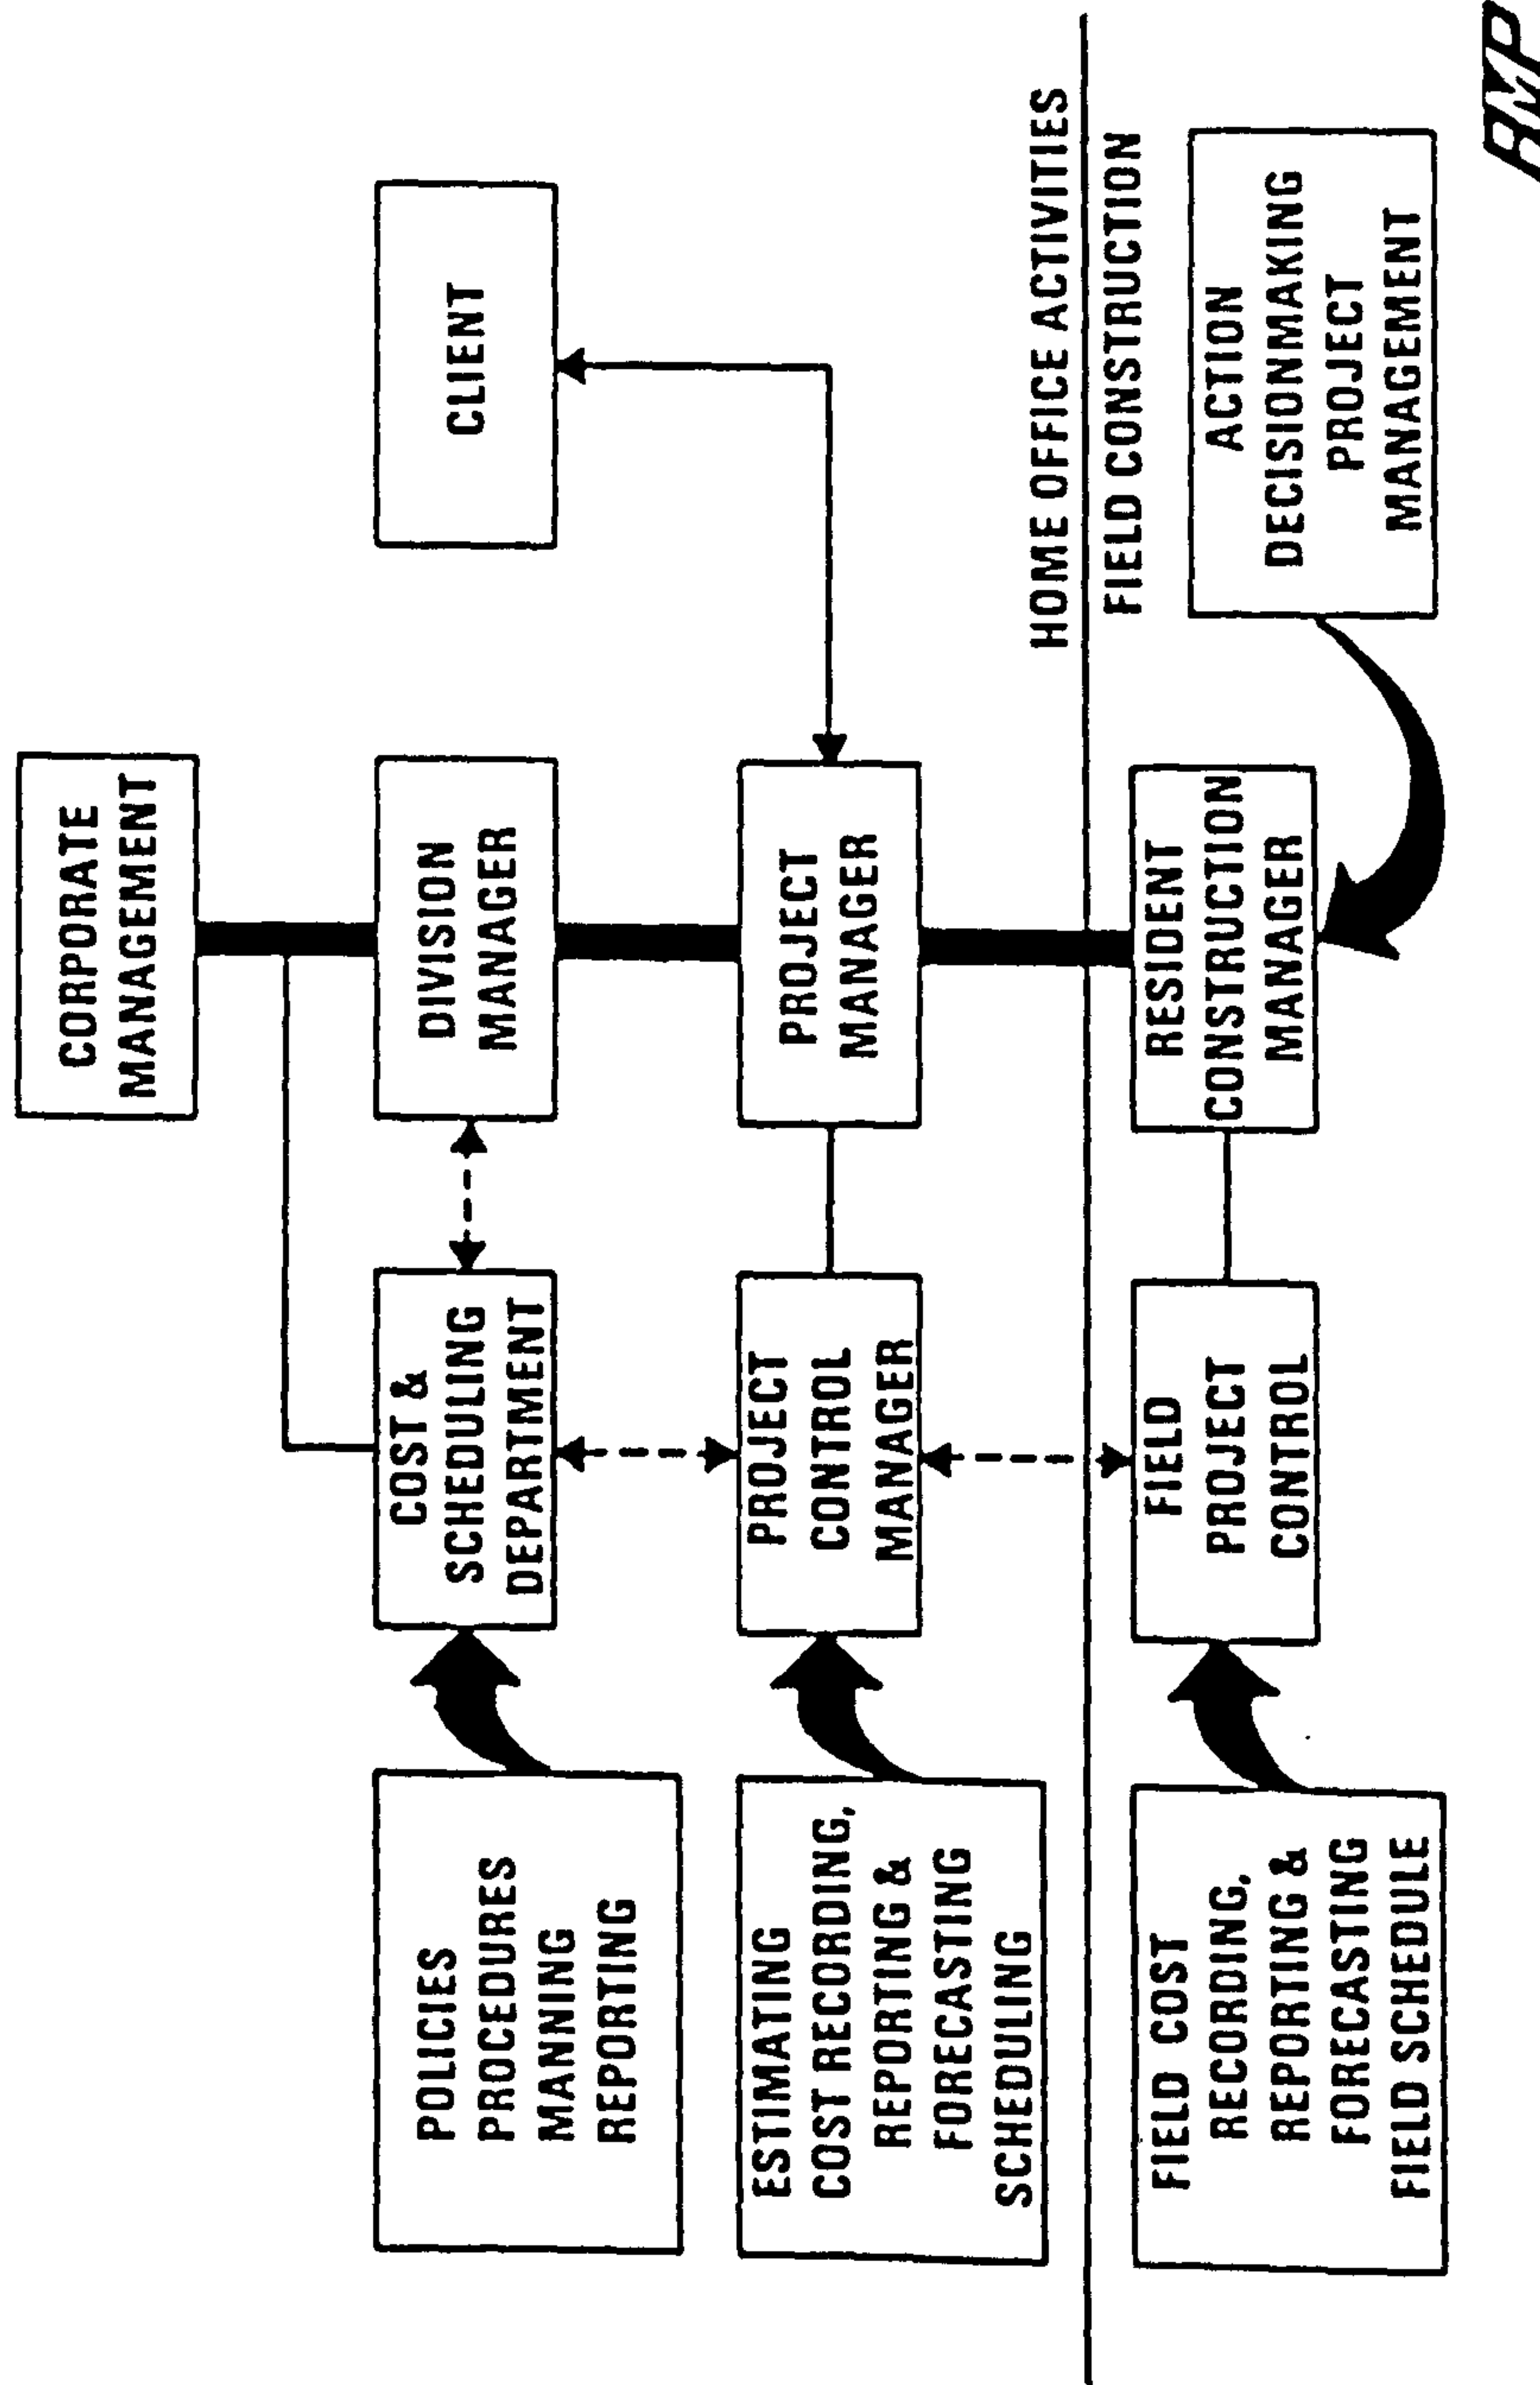 CORPORATE
MANAGEMENT
COST &
SCHEDULING
DEPARTMENT
DIVISION
MANAGER
CLIENT
POLICIES
PROCEDURES
MANNING
REPORTING
PROJECT
CONTROL
MANAGER
PROJECT
MANAGER
ESTIMATING
COST RECORDING,
REPORTING &
FORECASTING
SCHEDULING
HOME OFFICE ACTIVITIES
FIELD CONSTRUCTION
FIELD COST
RECORDING,
REPORTING &
FORECASTING
FIELD SCHEDULE
FIELD
PROJECT
CONTROL
RESIDENT
CONSTRUCTION
MANAGER
ACTION
DECISIONMAKING
PROJECT
MANAGEMENT